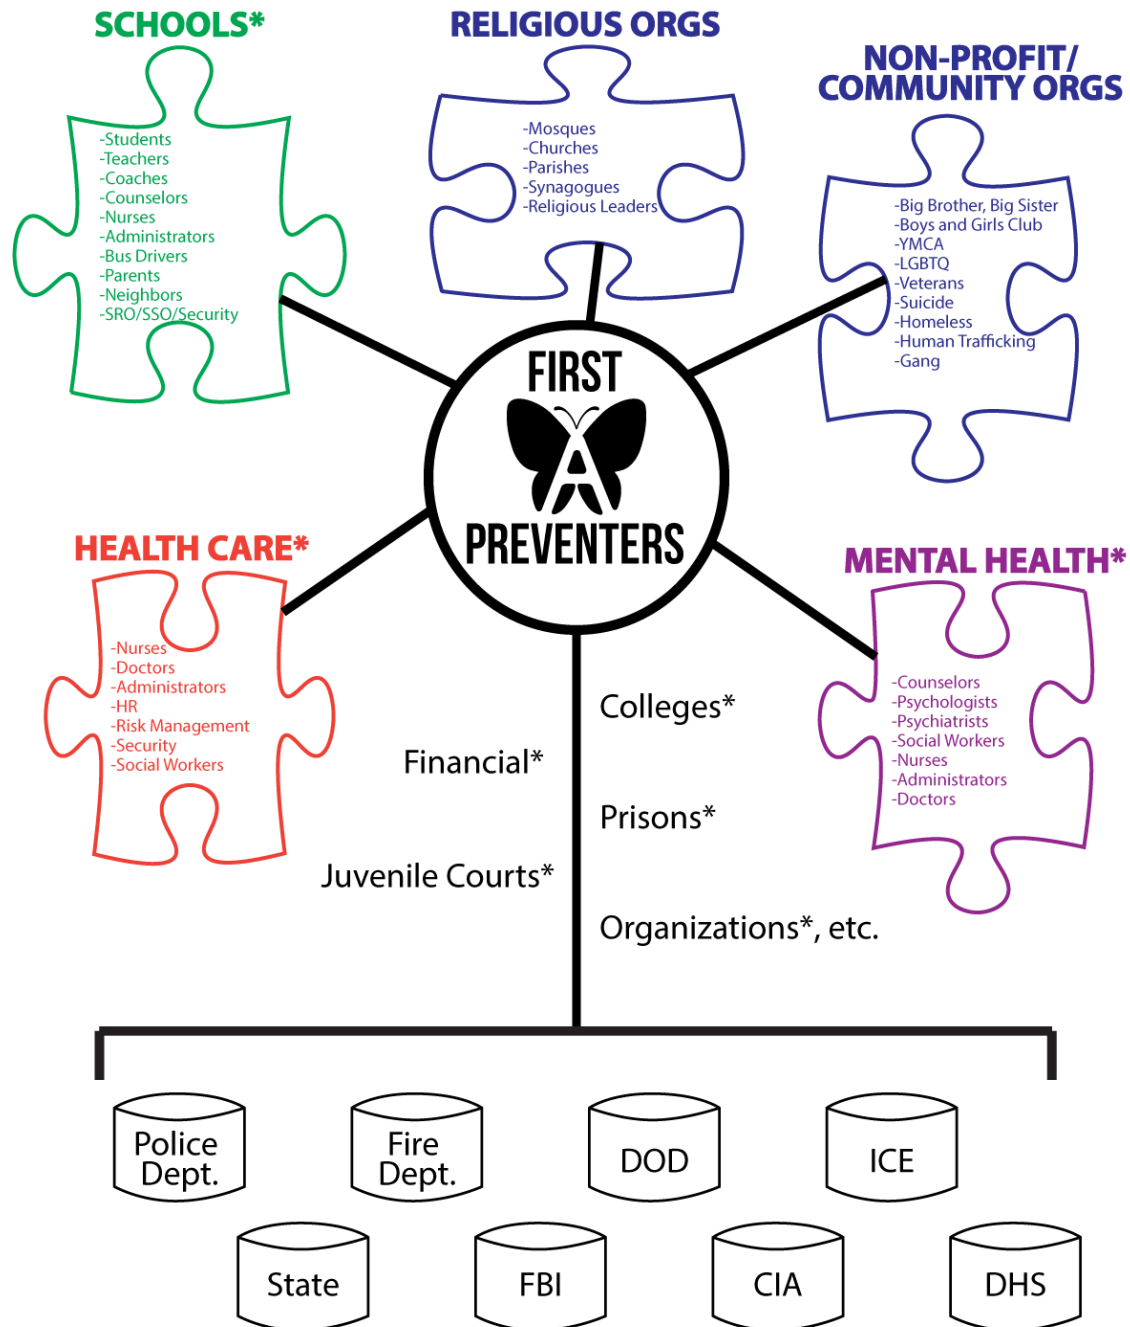 SCHOOLS*
-Students
-Teachers
-Coaches
-Counselors
-Nurses
-Administrators
-Bus Drivers
-Parents
-Neighbors
-SRO/SSO/Security
RELIGIOUS ORGS
-Mosques
-Churches
-Parishes
-Synagogues
-Religious Leaders
NON-PROFIT/
COMMUNITY ORGS
-Big Brother, Big Sister
-Boys and Girls Club
-YMCA
-LGBTQ
-Veterans
-Suicide
-Homeless
-Human Trafficking
-Gang
FIRST
A
PREVENTERS
HEALTH CARE*
-Nurses
-Doctors
-Administrators
-HR
-Risk Management
-Security
-Social Workers
MENTAL HEALTH*
-Counselors
-Psychologists
-Psychiatrists
-Social Workers
-Nurses
-Administrators
-Doctors
Colleges*
Financial*
Prisons*
Juvenile Courts*
Organizations*, etc.
Police
Dept.
Fire
Dept.
DOD
ICE
State
FBI
CIA
DHS